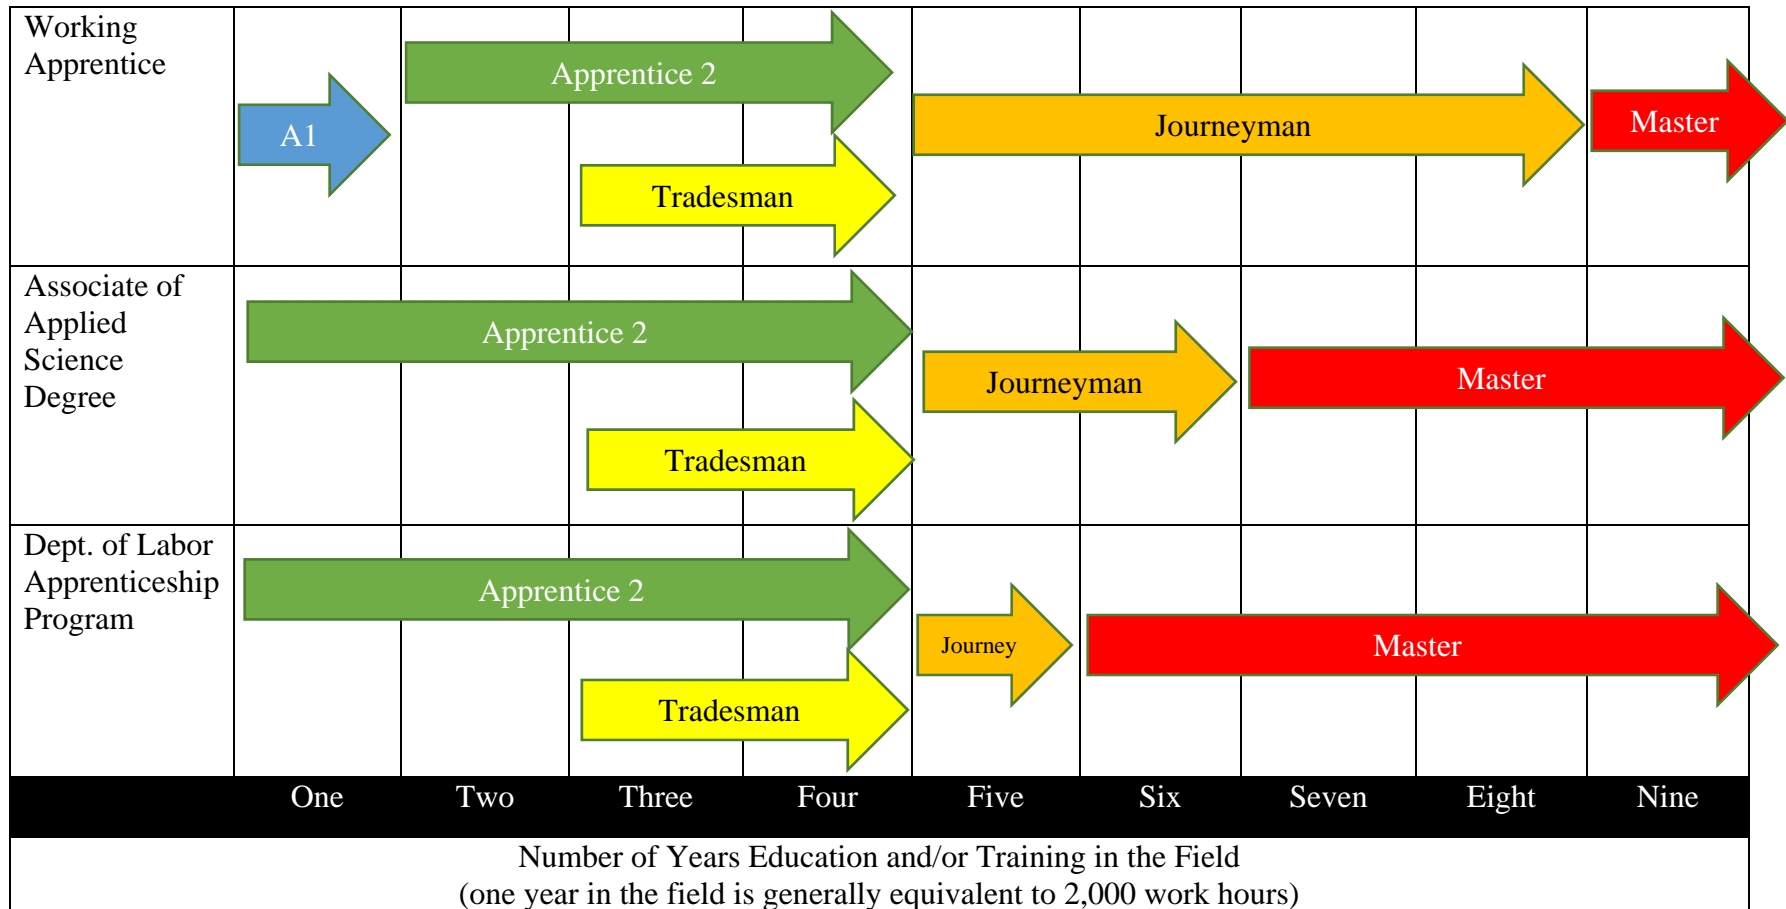 Working
Apprentice
A1
Apprentice 2
Tradesman
Journeyman
Master
Associate of
Applied
Science
Degree
Apprentice 2
Tradesman
Journeyman
Master
Dept. of Labor
Apprenticeship
Program
Apprentice 2
Tradesman
Journey
Master
One Two Three Four Five Six Seven Eight Nine
Number of Years Education and/or Training in the Field
(one year in the field is generally equivalent to 2,000 work hours)